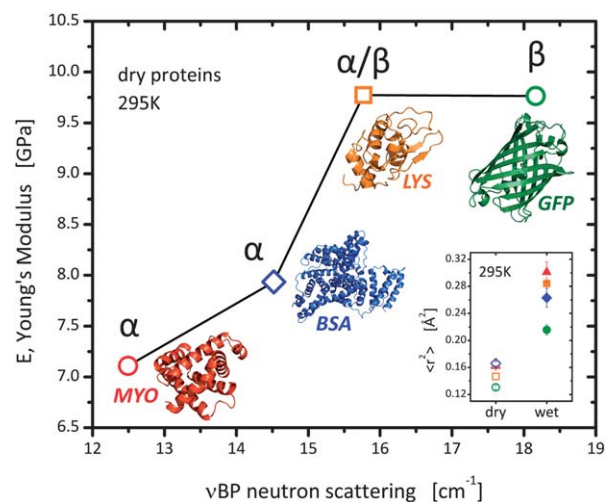 E, Young's Modulus [GPa]
10.5
10.0
9.5
9.0
8.5
8.0
7.5
7.0
6.5
dry proteins
295K
α/β
β
α
α
LYS
GFP
BSA
MYO
295K
<r²> [Å²]
0.32
0.28
0.24
0.20
0.16
0.12
dry
wet
12
13
14
15
16
17
18
19
νBP neutron scattering [cm⁻¹]